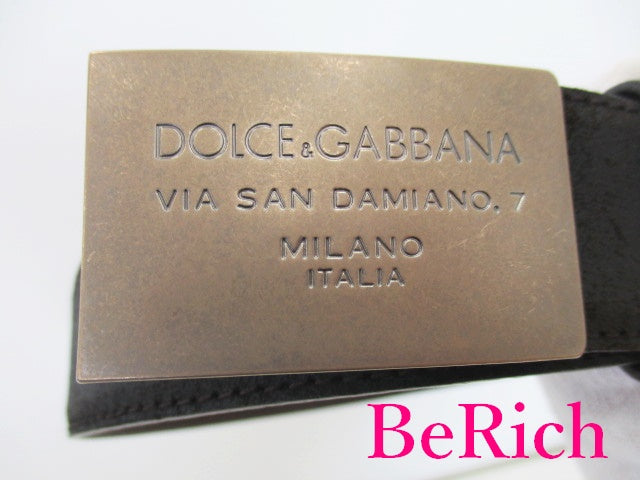 DOLCE&GABBANA
VIA SAN DAMIANO, 7
MILANO
ITALIA
BeRich